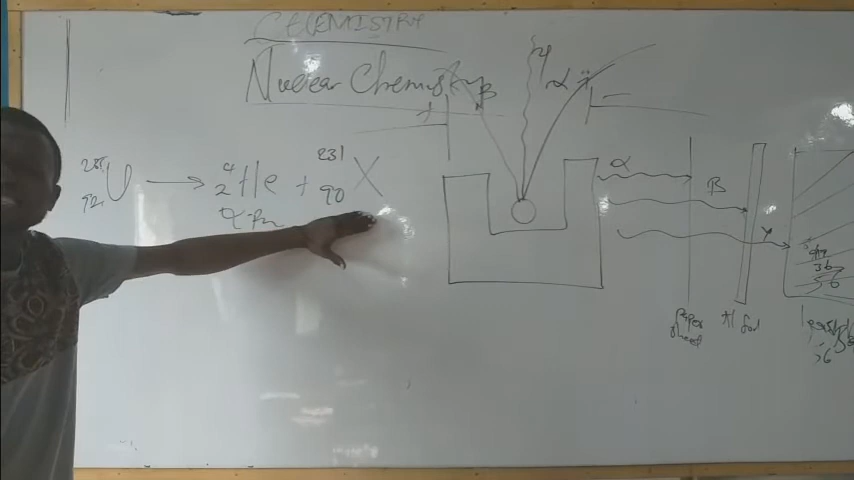 CHEMISTRY
Nuclear Chemistry
+ β γ α −
235 92 U → 4 2 He + 231 90 X
α
α
β
γ
paper sheet
Al foil